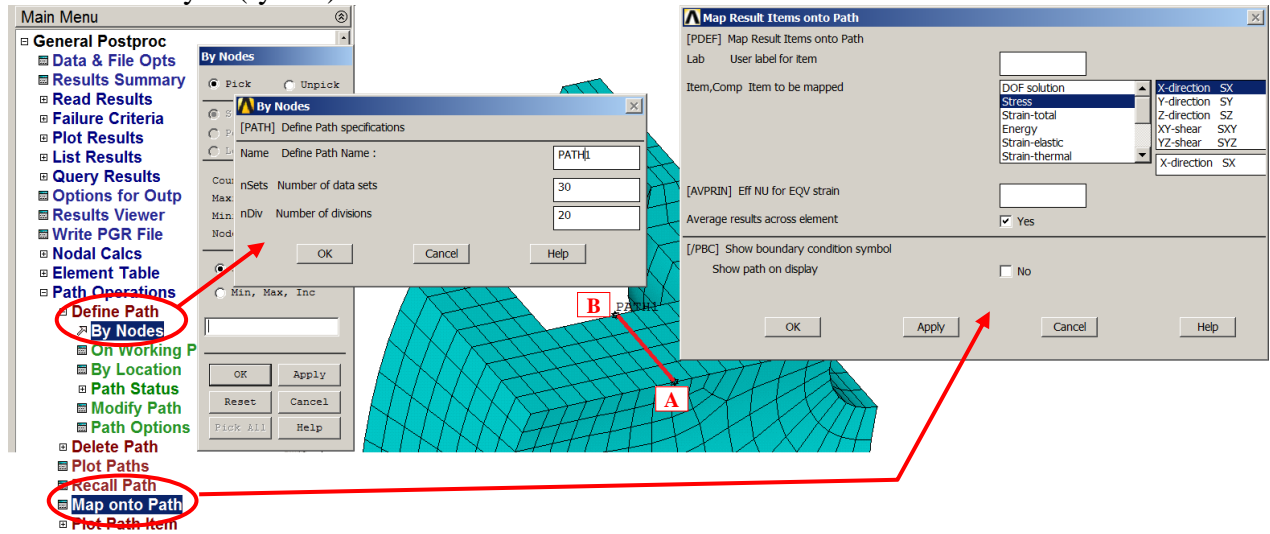 Main Menu
General Postproc
Data & File Opts
Results Summary
Read Results
Failure Criteria
Plot Results
List Results
Query Results
Options for Outp
Results Viewer
Write PGR File
Nodal Calcs
Element Table
Path Operations
Define Path
By Nodes
On Working P
By Location
Path Status
Modify Path
Path Options
Delete Path
Plot Paths
Recall Path
Map onto Path
Plot Path Item
By Nodes
Pick Unpick
Min, Max, Inc
OK Apply
Reset Cancel
Pick All Help
By Nodes
[PATH] Define Path specifications
Name Define Path Name : PATH1
nSets Number of data sets 30
nDiv Number of divisions 20
OK Cancel Help
B PATH1
A
Map Result Items onto Path
[PDEF] Map Result Items onto Path
Lab User label for item
Item,Comp Item to be mapped
DOF solution
Stress
Strain-total
Energy
Strain-elastic
Strain-thermal
X-direction SX
Y-direction SY
Z-direction SZ
XY-shear SXY
YZ-shear SYZ
X-direction SX
[AVPRIN] Eff NU for EQV strain
Average results across element Yes
[/PBC] Show boundary condition symbol
Show path on display No
OK Apply Cancel Help